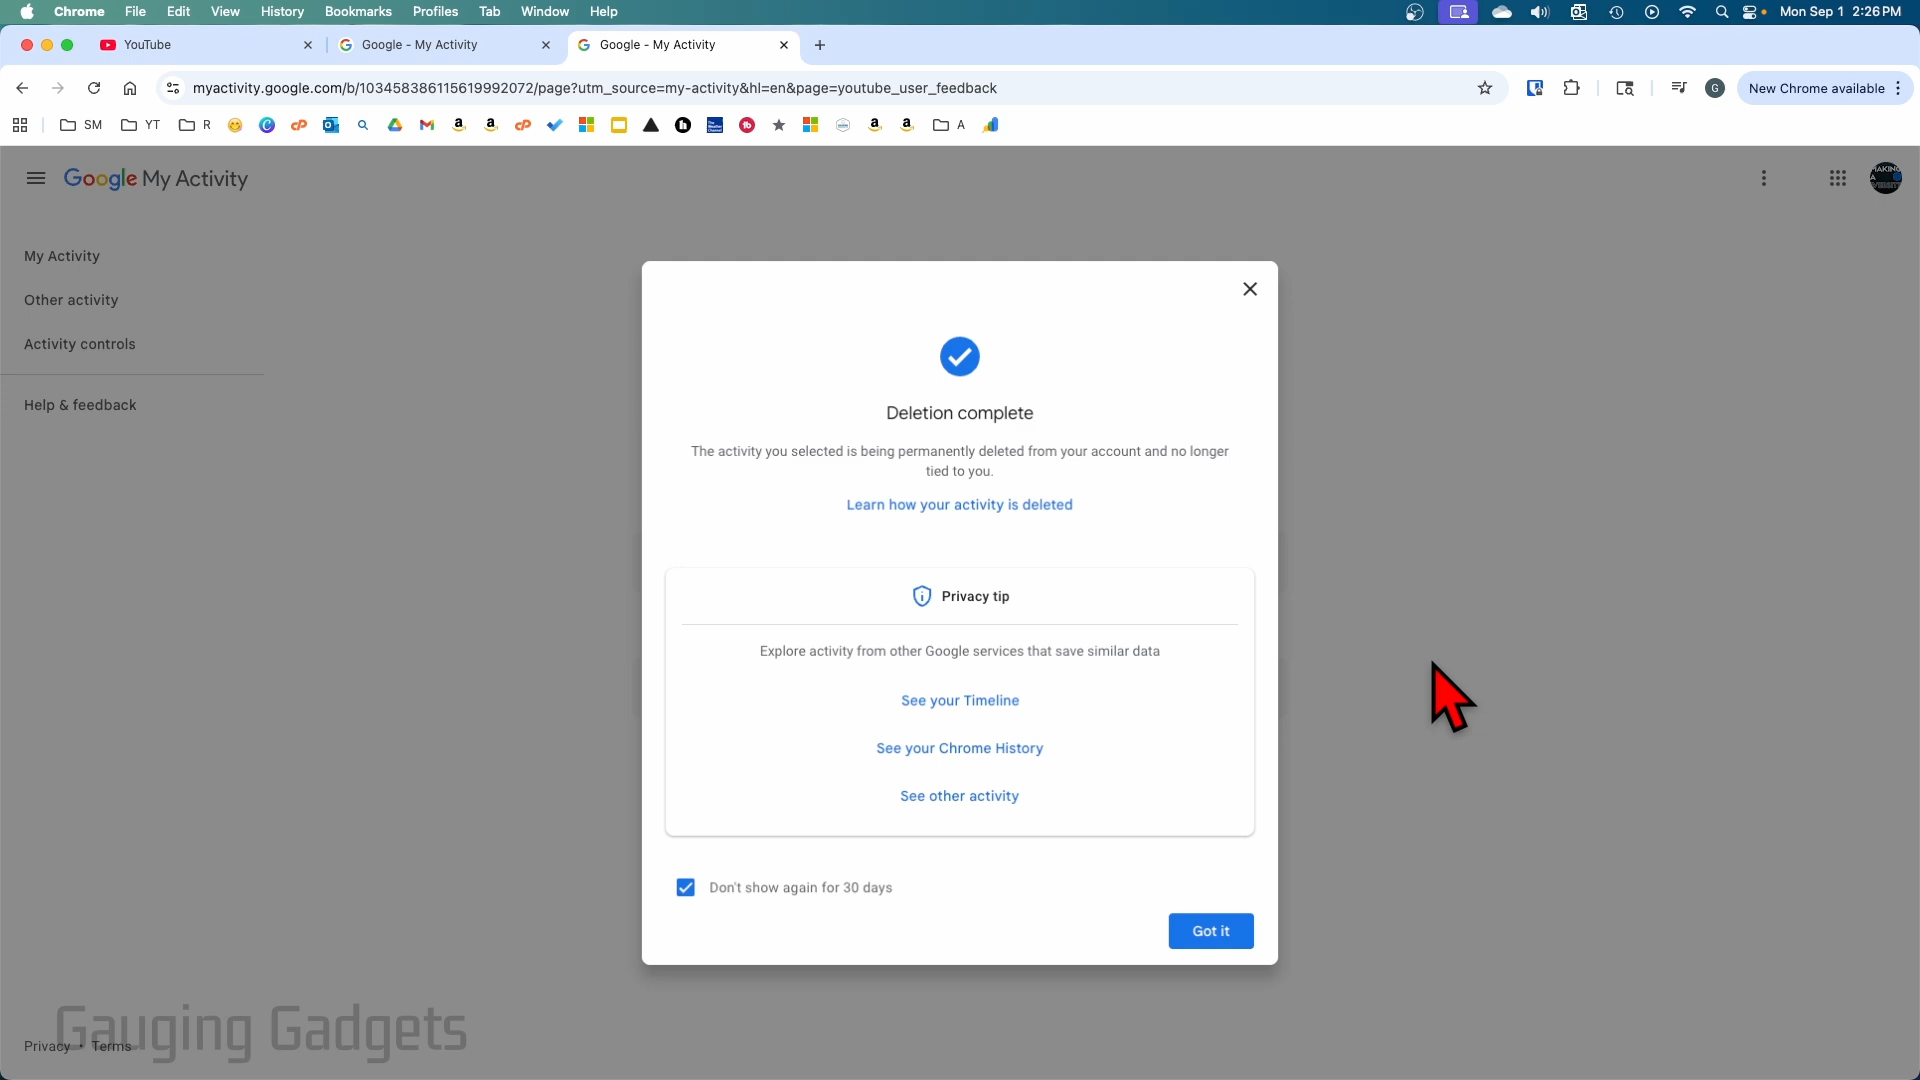 Chrome File Edit View History Bookmarks Profiles Tab Window Help Mon Sep 1 2:26 PM
YouTube Google - My Activity Google - My Activity
myactivity.google.com/b/103458386115619992072/page?utm_source=my-activity&hl=en&page=youtube_user_feedback G New Chrome available
SM YT R A
Google My Activity
My Activity
Other activity
Activity controls
Help & feedback
Deletion complete
The activity you selected is being permanently deleted from your account and no longer
tied to you.
Learn how your activity is deleted
Privacy tip
Explore activity from other Google services that save similar data
See your Timeline
See your Chrome History
See other activity
Don't show again for 30 days
Got it
Gauging Gadgets
Privacy • Terms